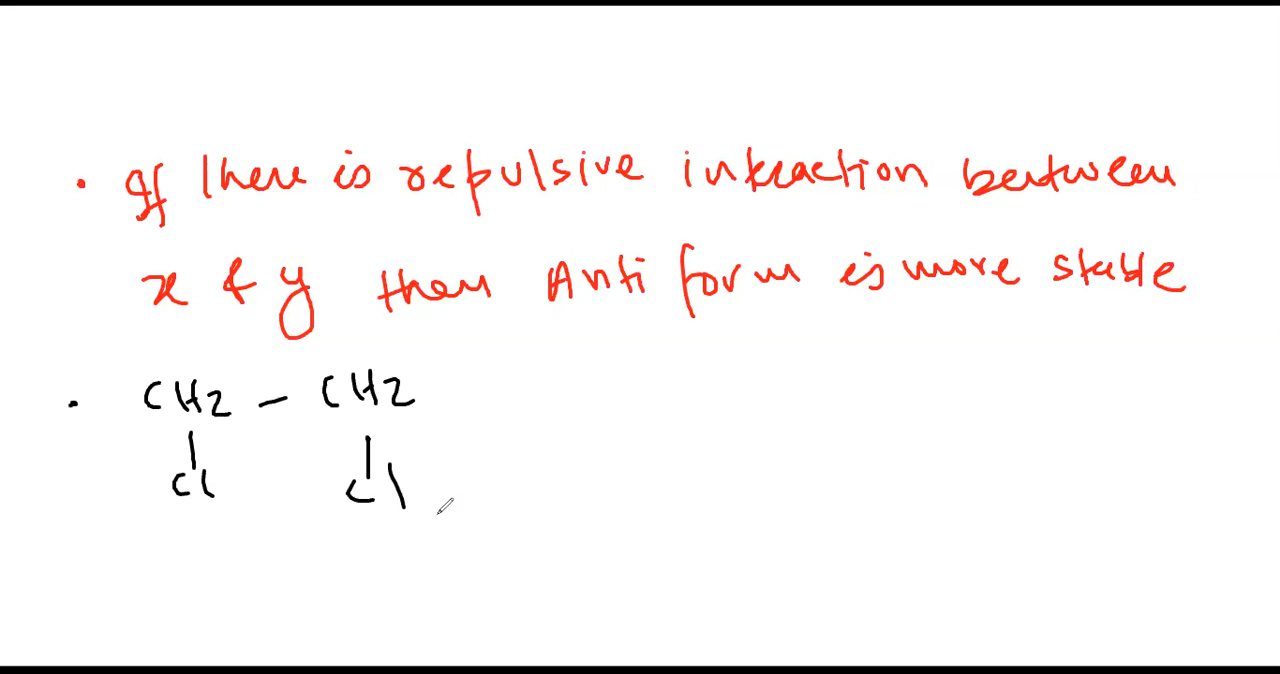 . If there is repulsive interaction between
x & y then Anti form is more stable
. CH2 - CH2
| |
Cl Cl